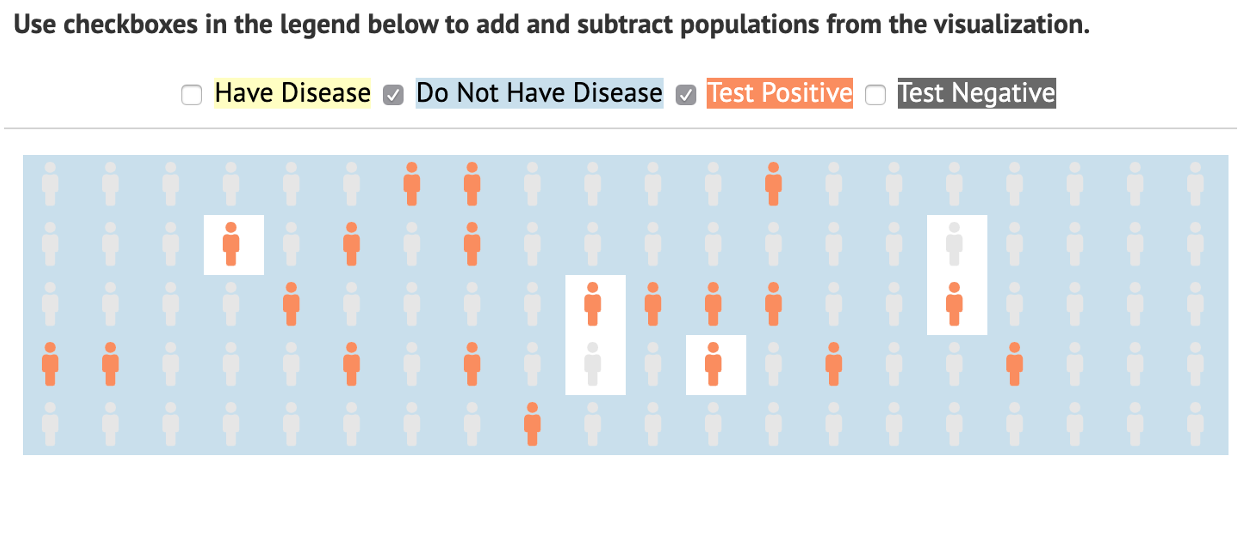 Use checkboxes in the legend below to add and subtract populations from the visualization.
Have Disease Do Not Have Disease Test Positive Test Negative